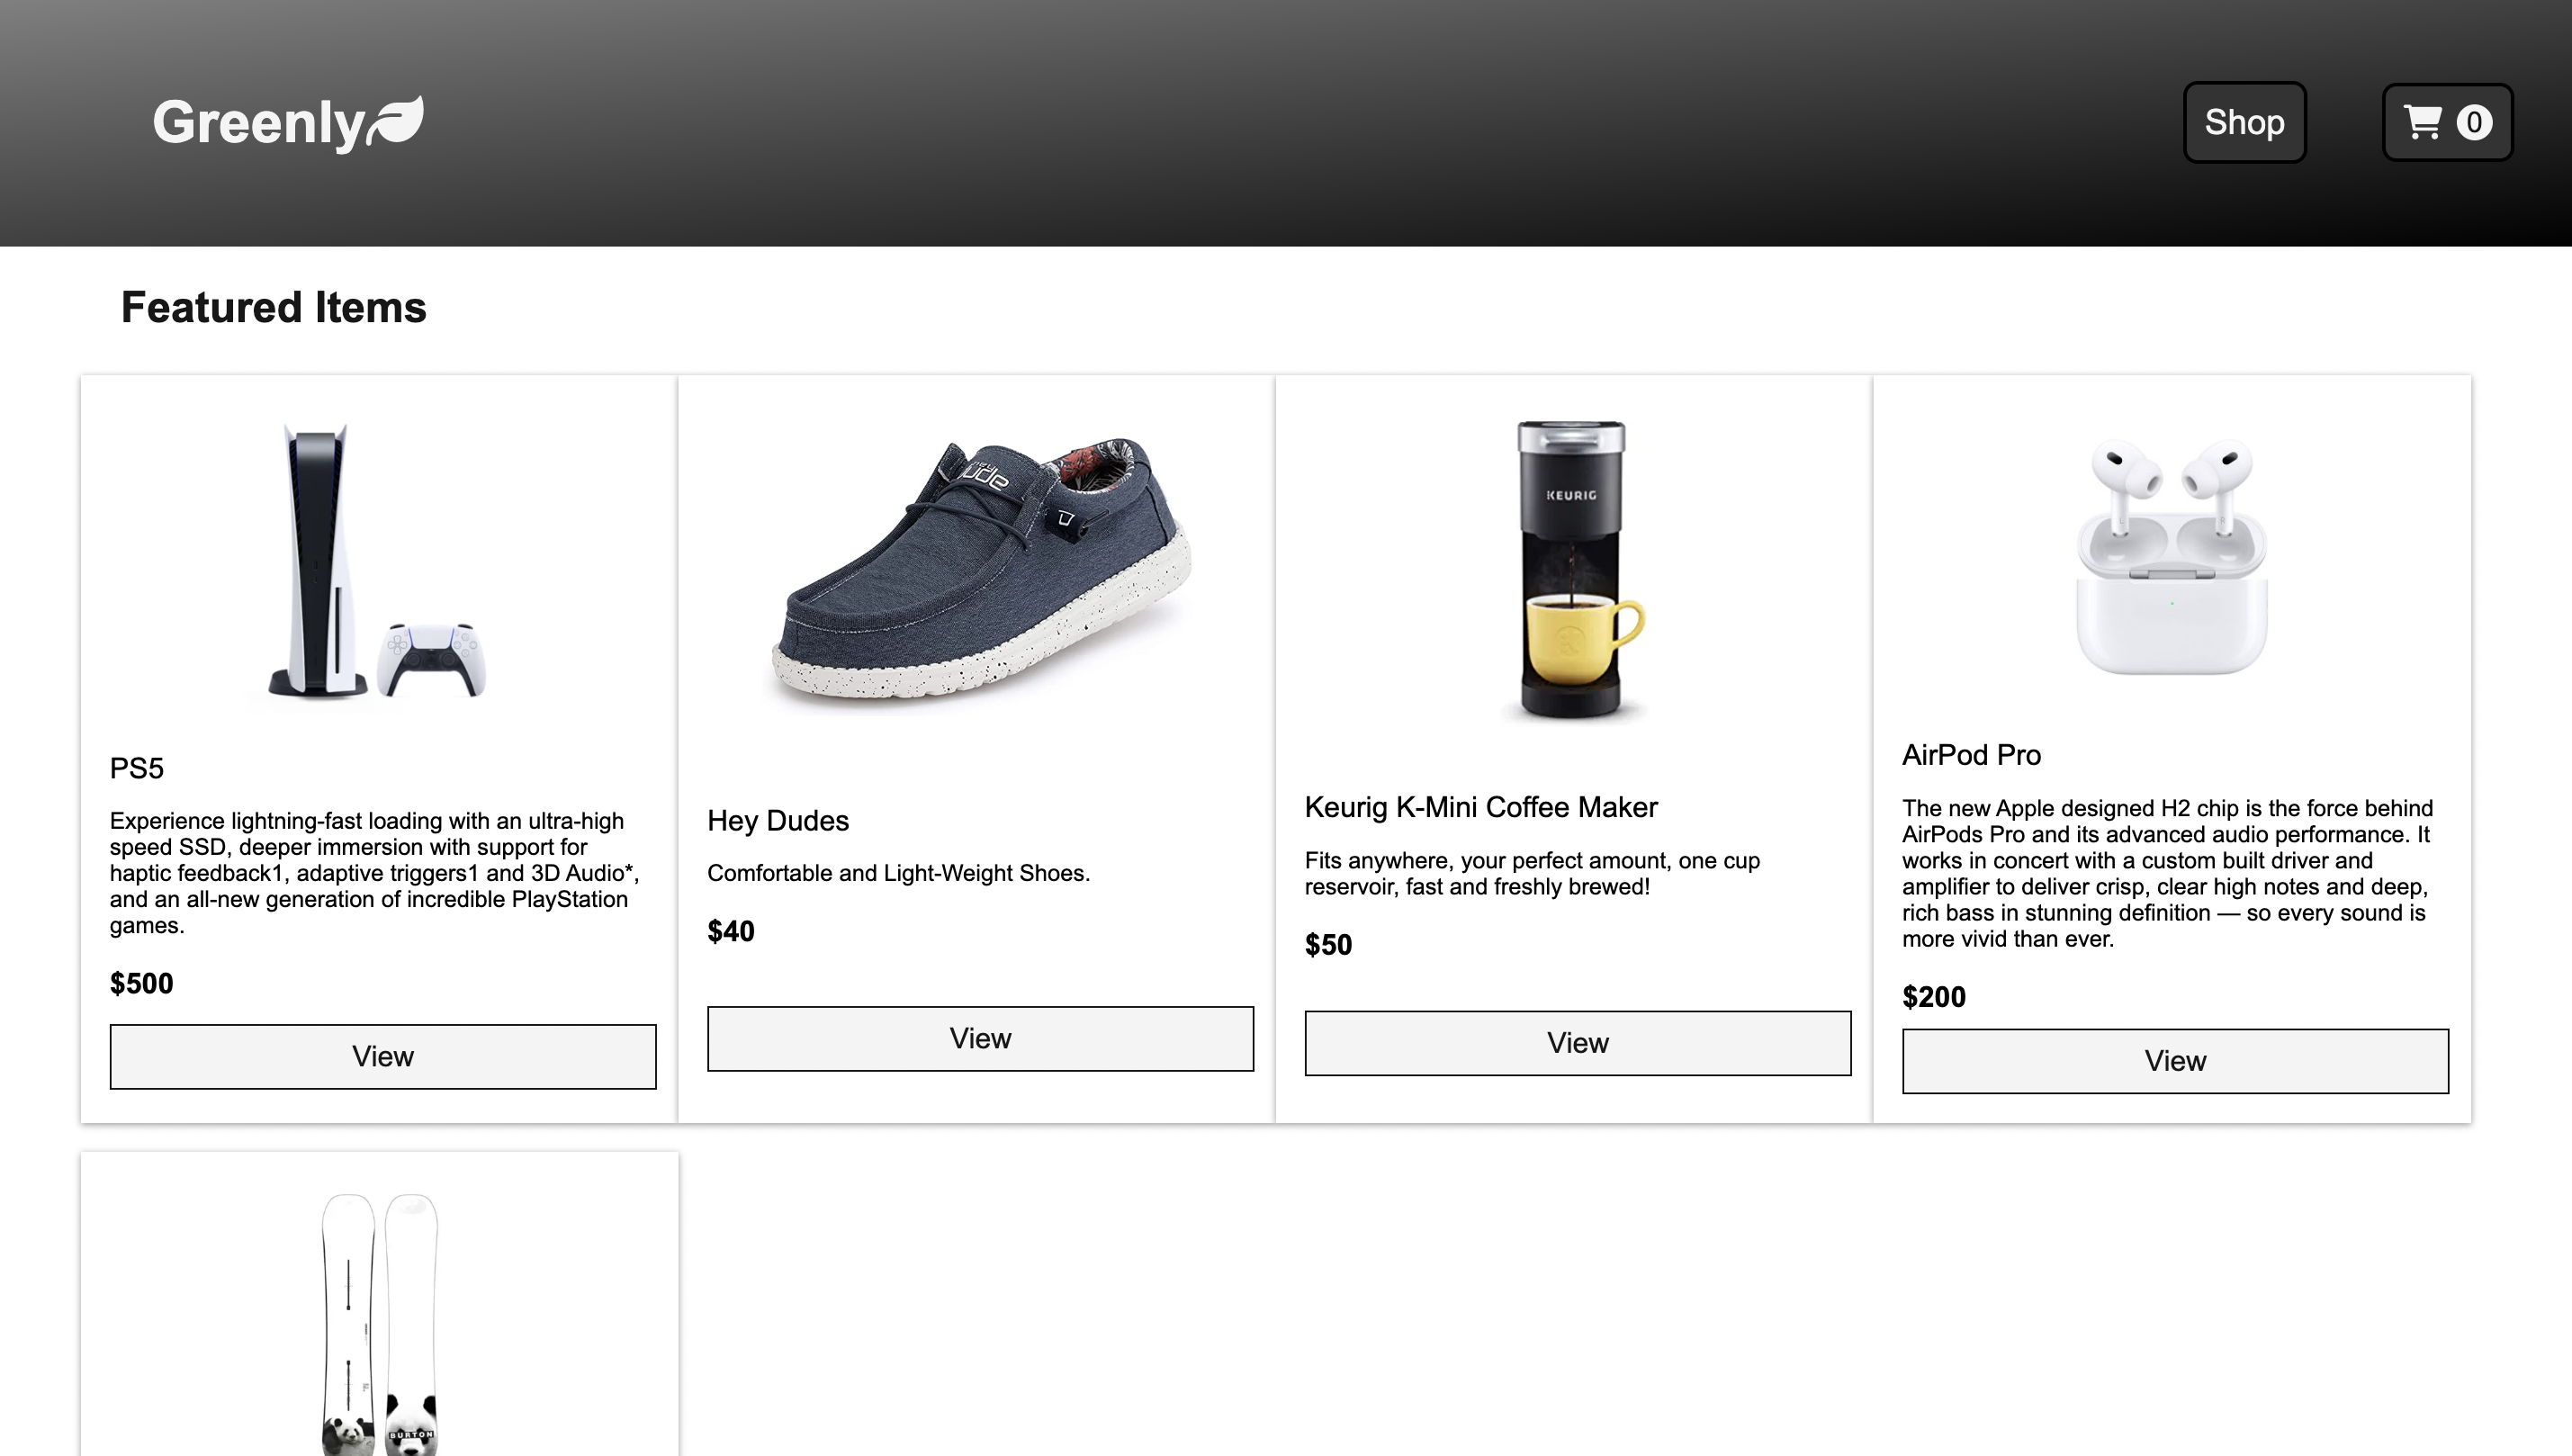 Greenly
Shop
0
Featured Items
KEURIG
PS5
Experience lightning-fast loading with an ultra-high
speed SSD, deeper immersion with support for
haptic feedback1, adaptive triggers1 and 3D Audio*,
and an all-new generation of incredible PlayStation
games.
$500
View
Hey Dudes
Comfortable and Light-Weight Shoes.
$40
View
Keurig K-Mini Coffee Maker
Fits anywhere, your perfect amount, one cup
reservoir, fast and freshly brewed!
$50
View
AirPod Pro
The new Apple designed H2 chip is the force behind
AirPods Pro and its advanced audio performance. It
works in concert with a custom built driver and
amplifier to deliver crisp, clear high notes and deep,
rich bass in stunning definition — so every sound is
more vivid than ever.
$200
View
BURTON